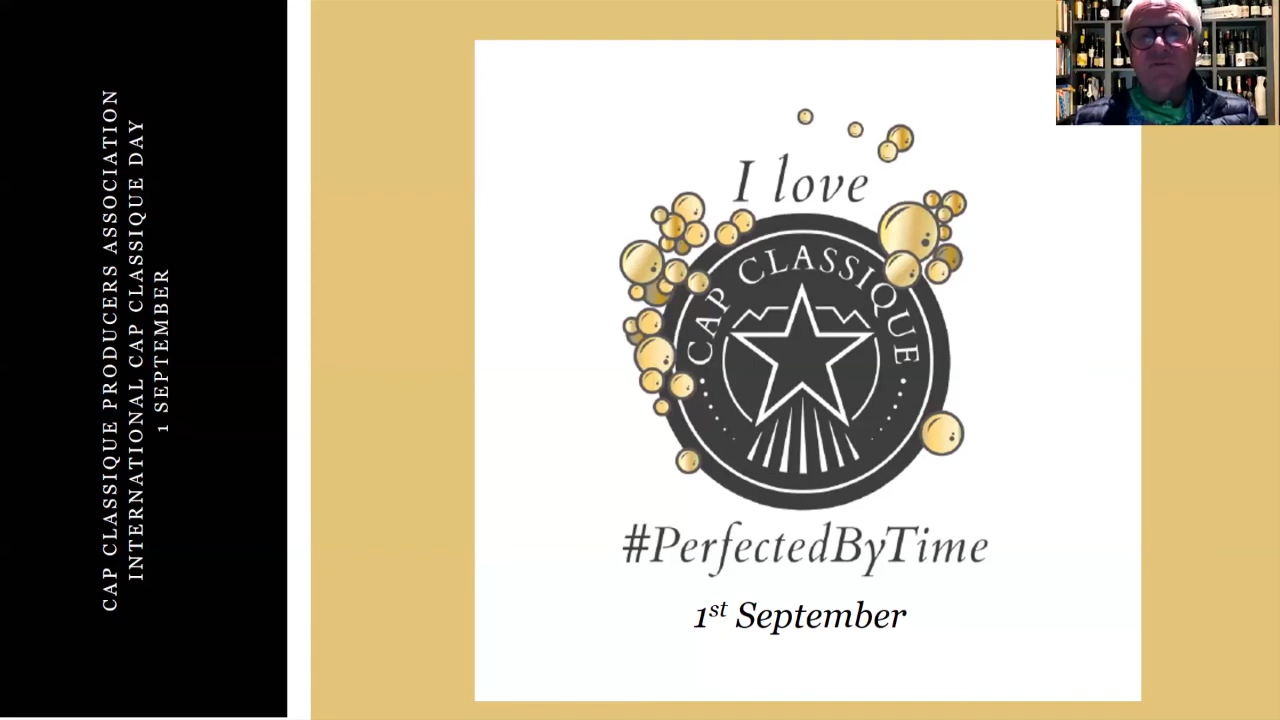 CAP CLASSIQUE PRODUCERS ASSOCIATION
INTERNATIONAL CAP CLASSIQUE DAY
1 SEPTEMBER
I love
CAP CLASSIQUE
#PerfectedByTime
1st September